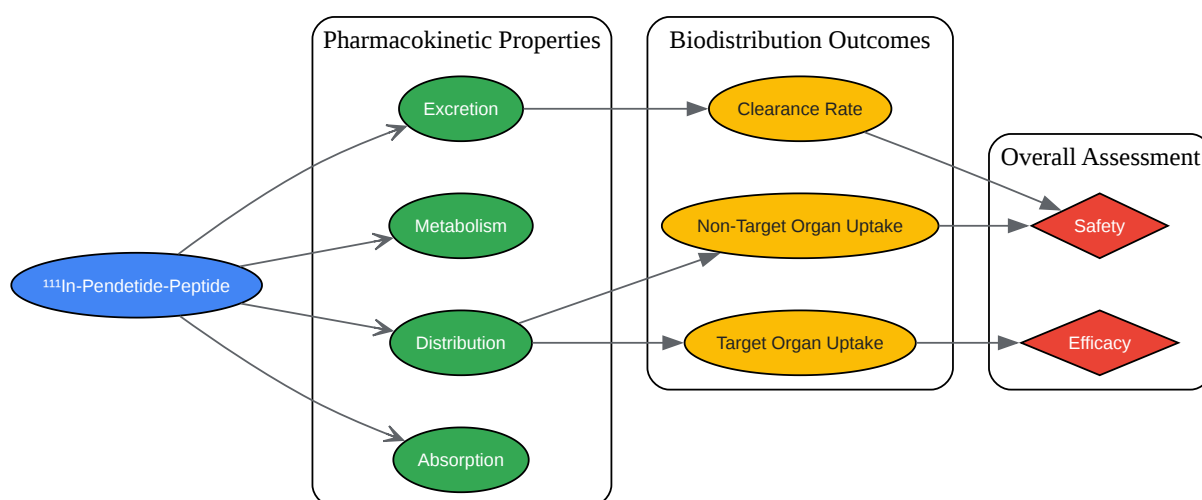 Pharmacokinetic Properties
Biodistribution Outcomes
Excretion
Clearance Rate
Overall Assessment
Metabolism
Non-Target Organ Uptake
Safety
¹¹¹In-Pendetide-Peptide
Distribution
Target Organ Uptake
Efficacy
Absorption